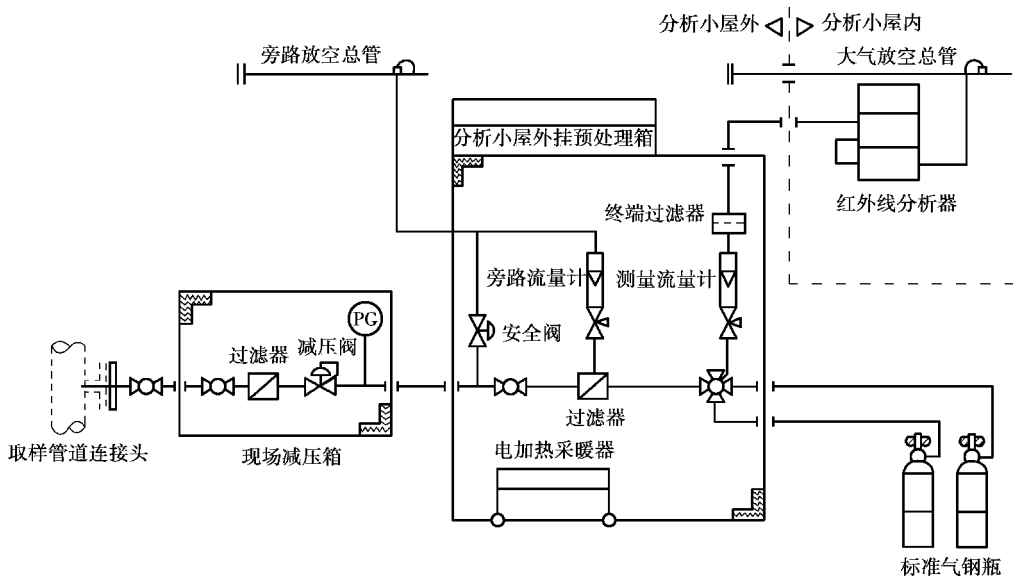 分析小屋外 分析小屋内
旁路放空总管
大气放空总管
分析小屋外挂预处理箱
红外线分析器
终端过滤器
旁路流量计
测量流量计
PG
安全阀
减压阀
过滤器
过滤器
取样管道连接头
现场减压箱
电加热采暖器
标准气钢瓶